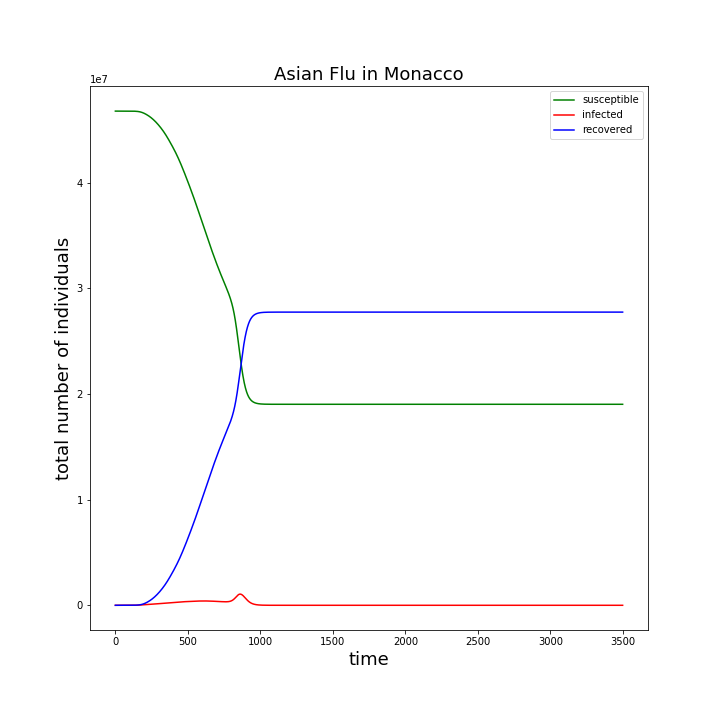 Asian Flu in Monacco
1e7
susceptible
infected
recovered
4
3
2
1
0
total number of individuals
0 500 1000 1500 2000 2500 3000 3500
time